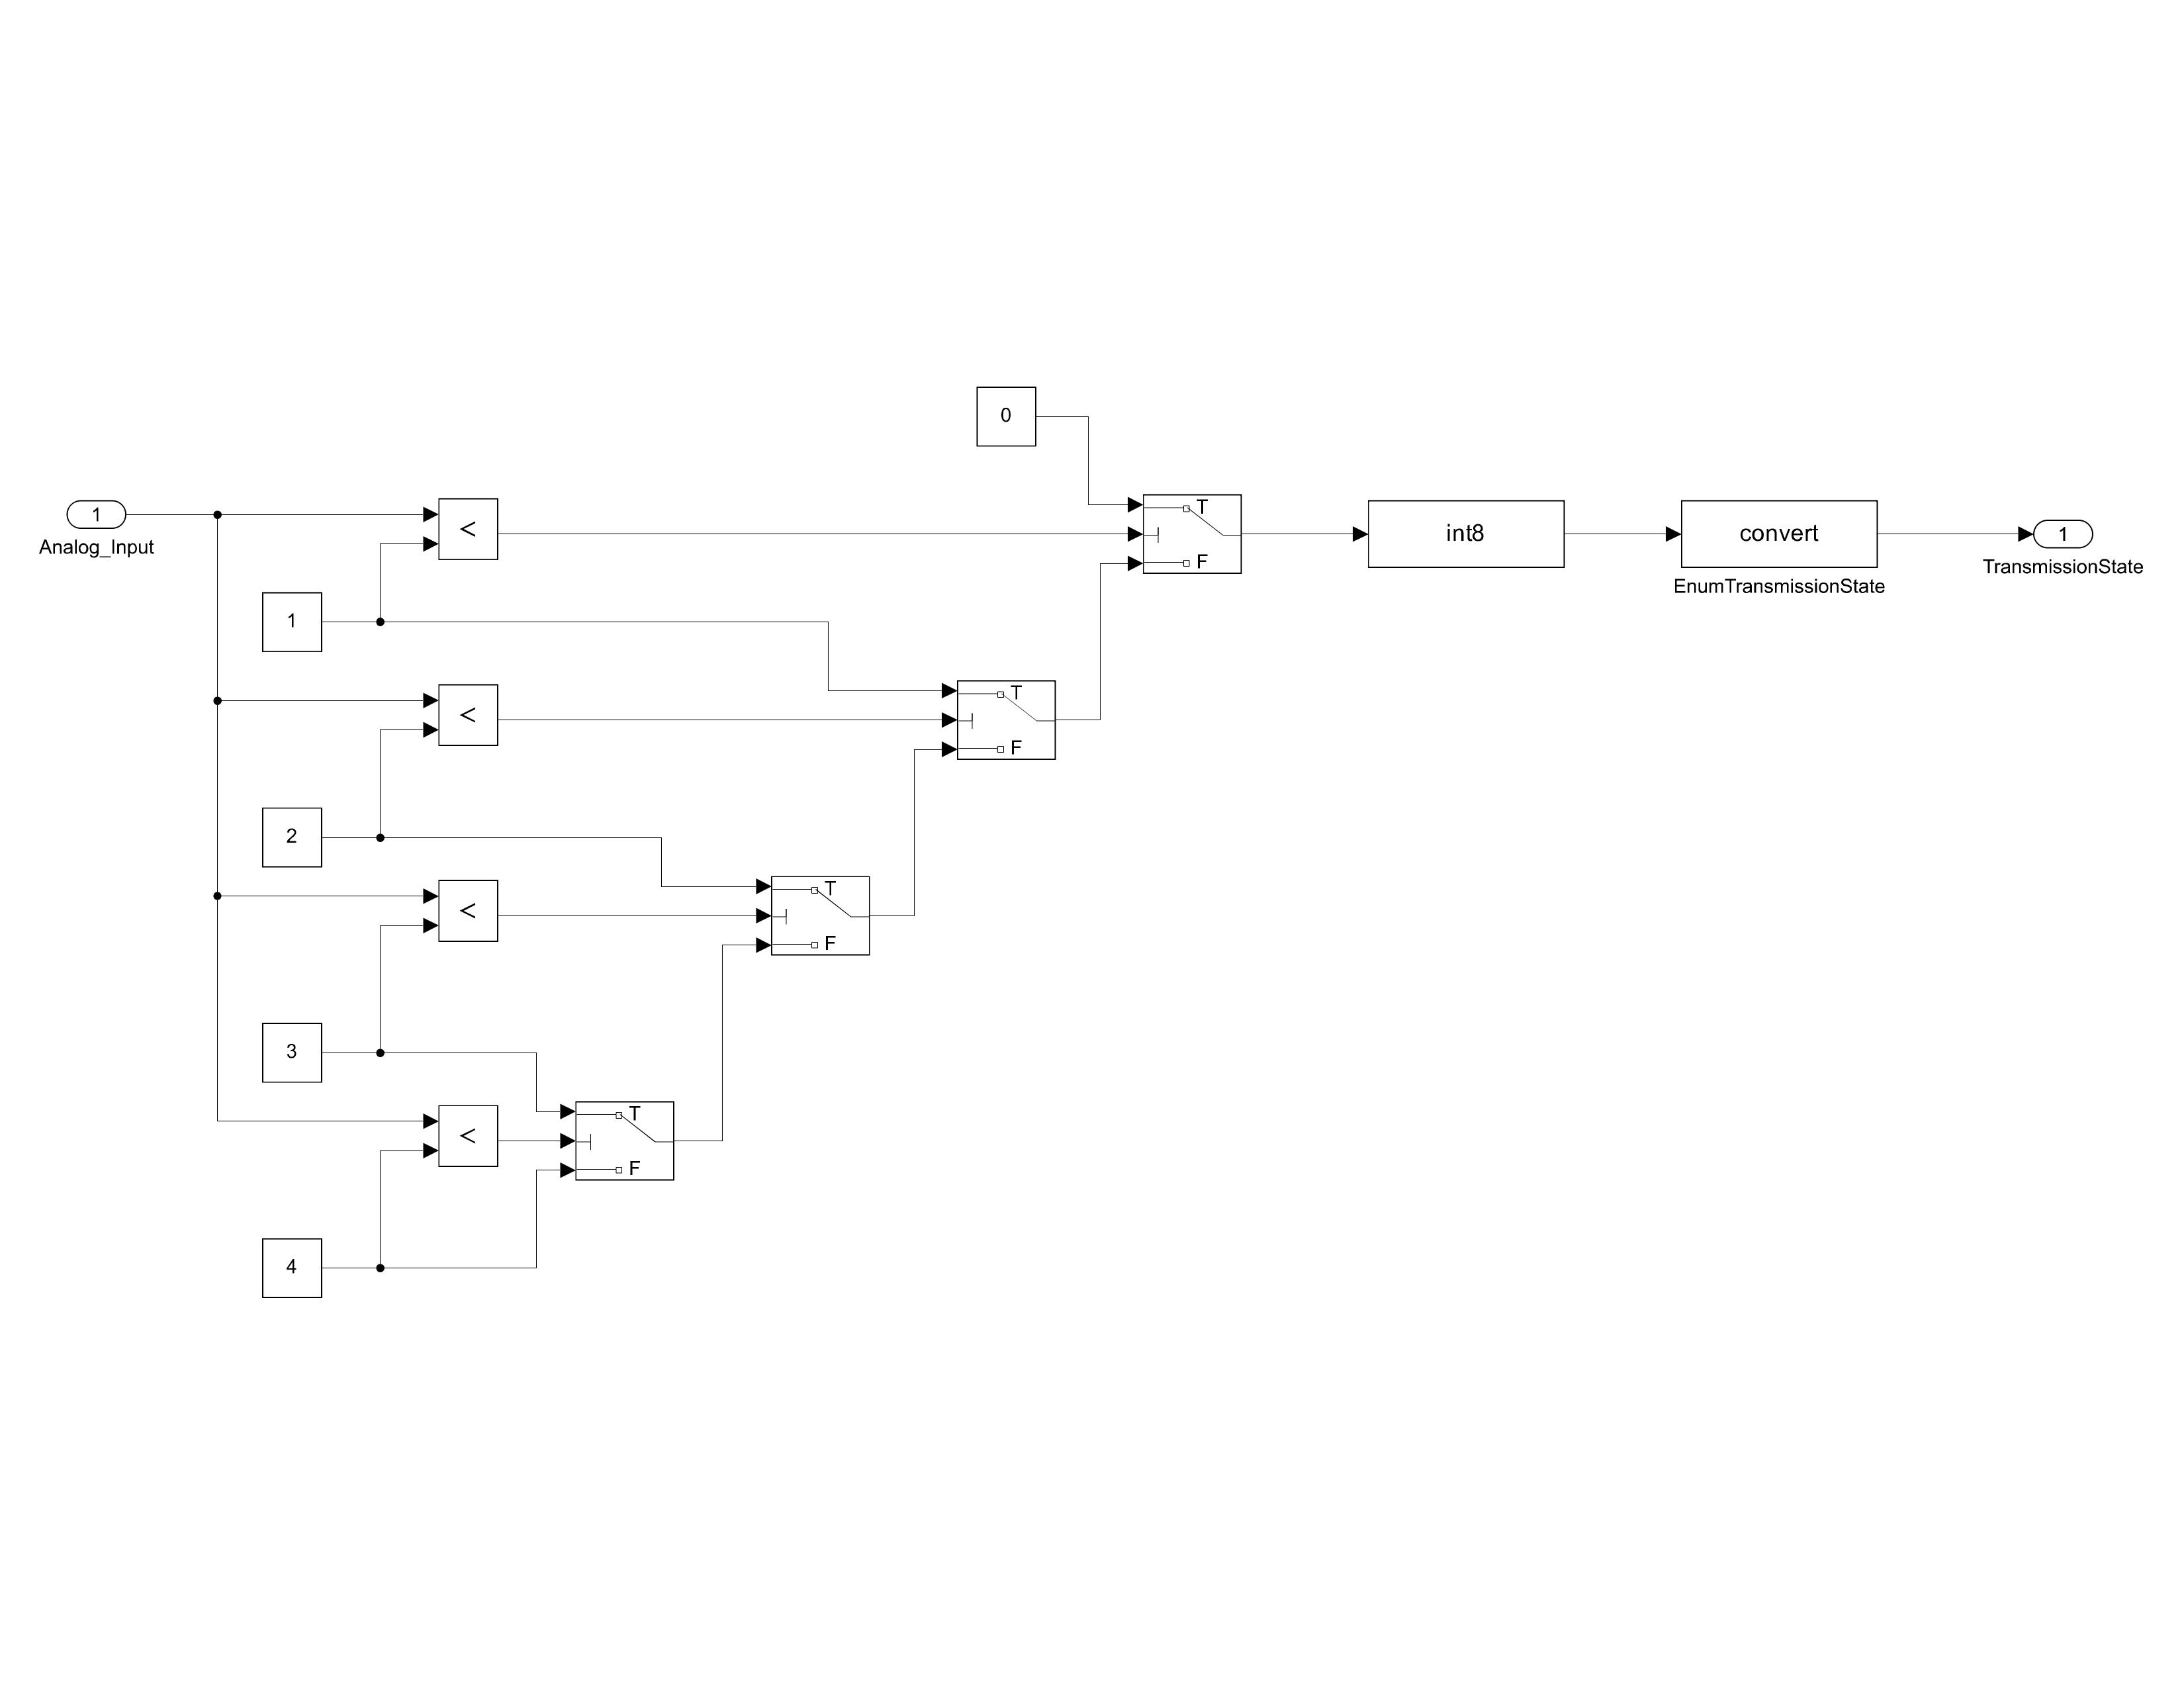 0
T
1
<
int8
convert
1
Analog_Input
F
TransmissionState
EnumTransmissionState
1
T
<
F
2
T
<
F
3
T
<
F
4